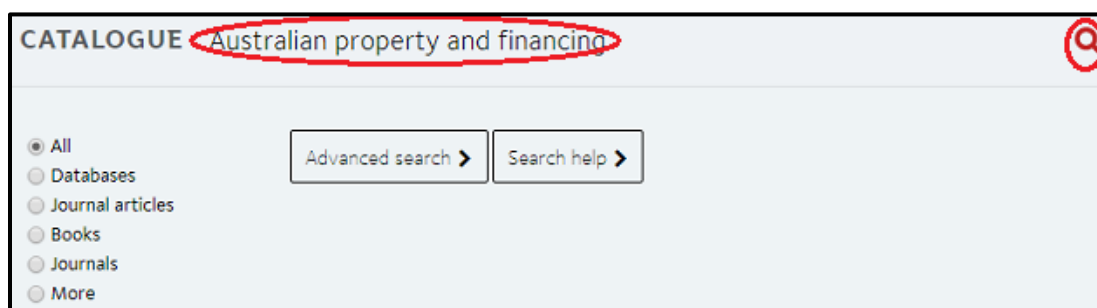 CATALOGUE Australian property and financing
All
Advanced search Search help
Databases
Journal articles
Books
Journals
More